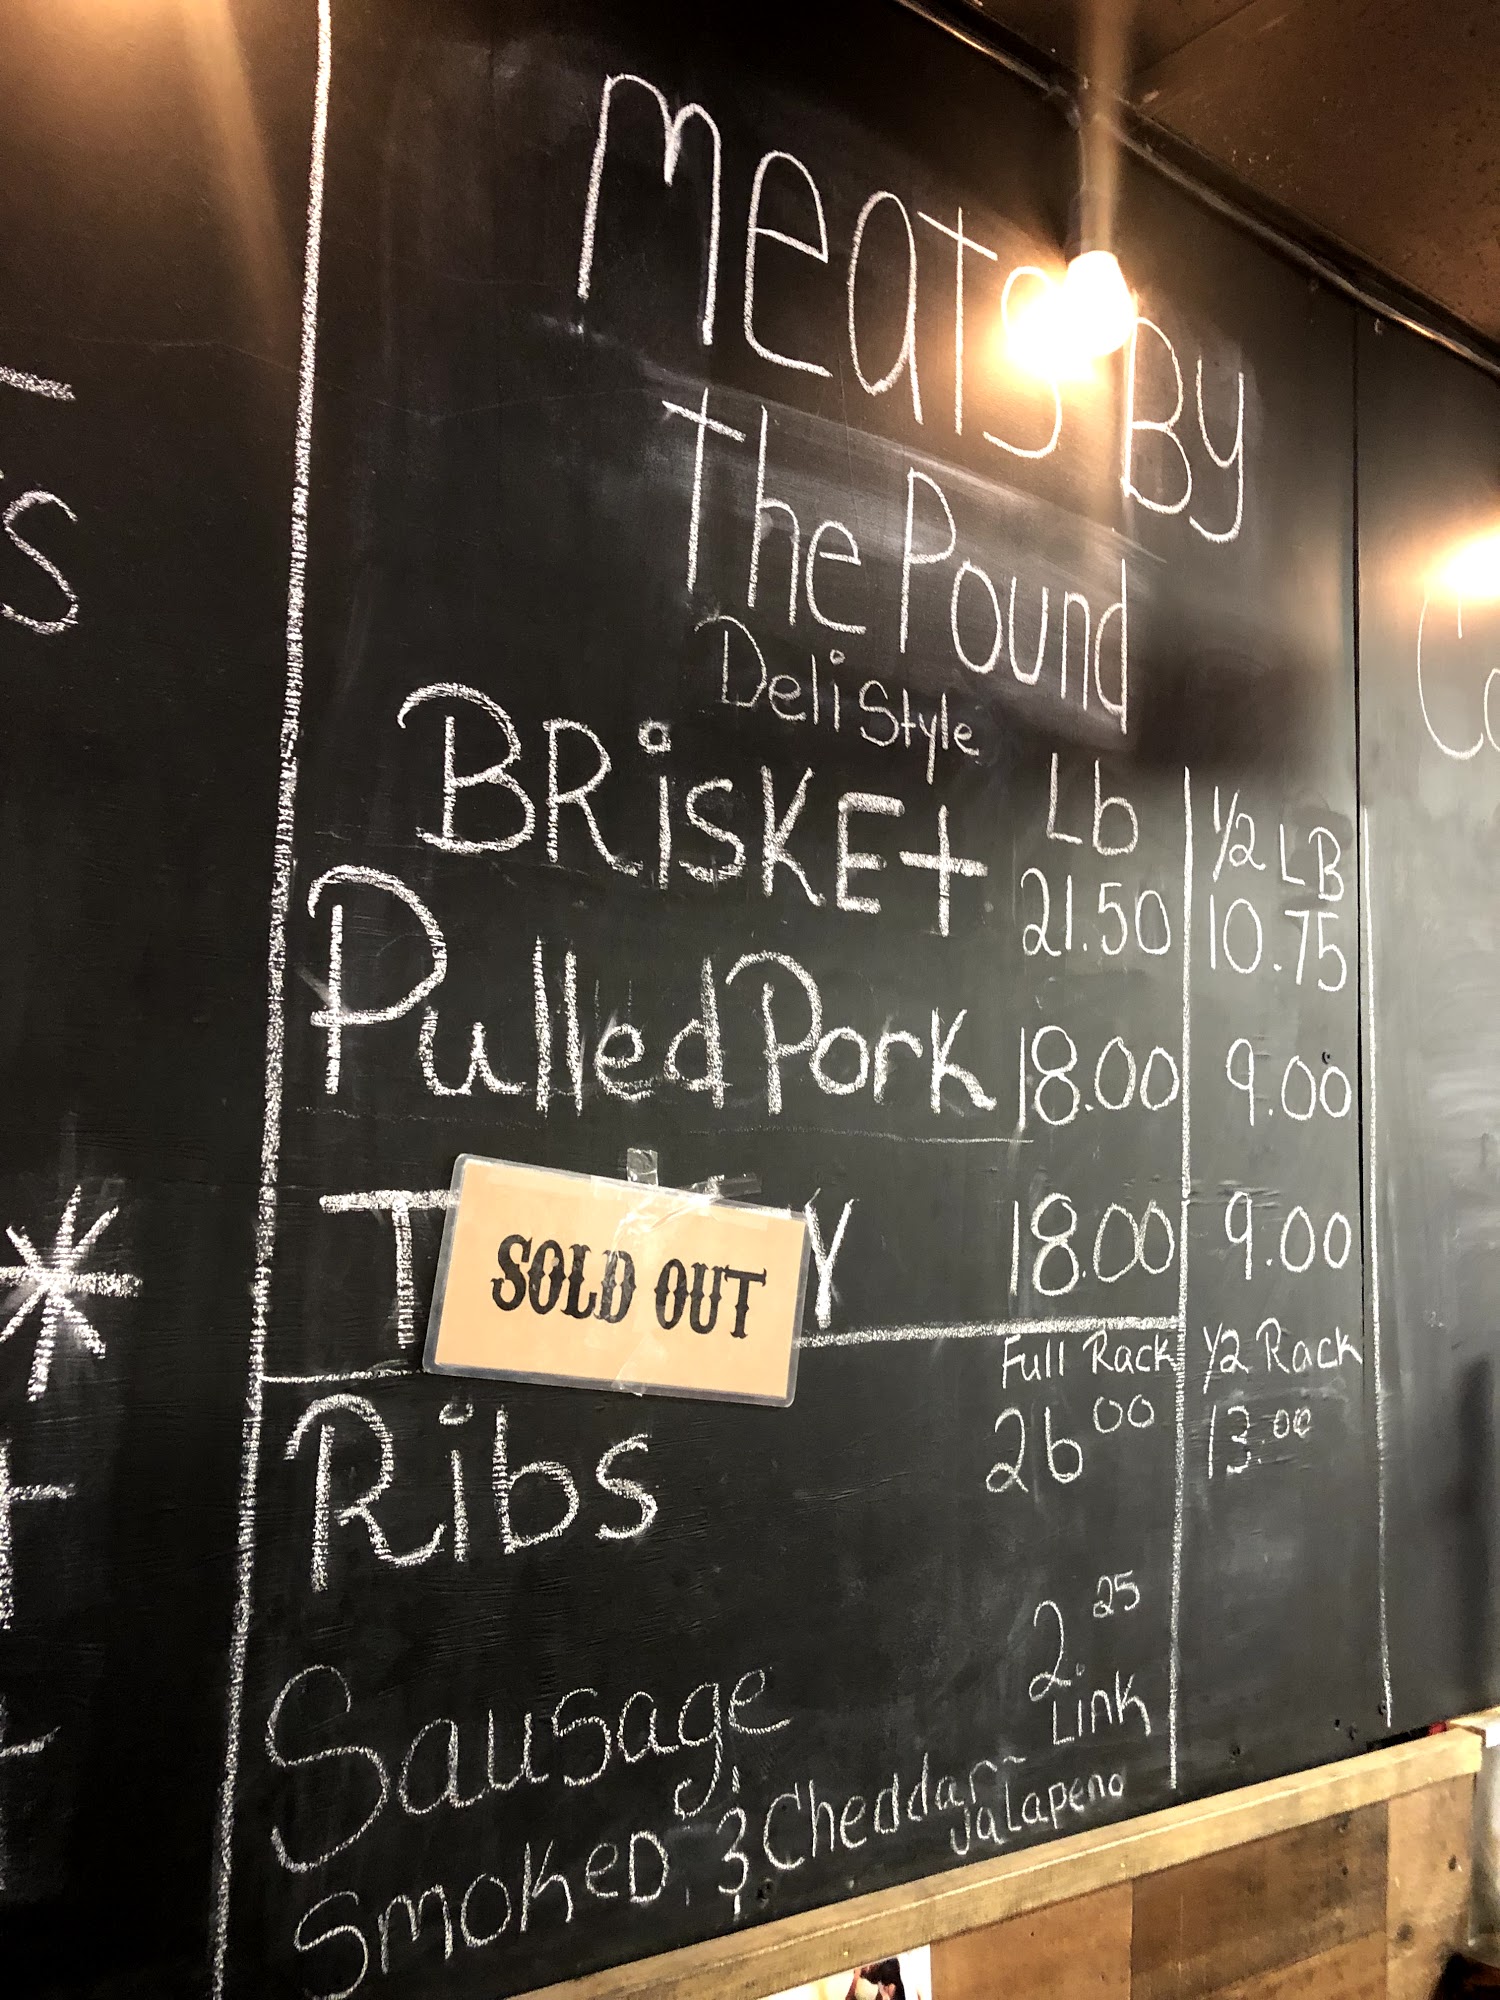 Meats By
The Pound
Deli Style
Lb ½ LB
BRiSKEt 21.50 10.75
Pulled Pork 18.00 9.00
SOLD OUT 18.00 9.00
Full Rack ½ Rack
Ribs 26 00 13.00
Sausage 2.25
Link
Smoked & Cheddar-
Jalapeno